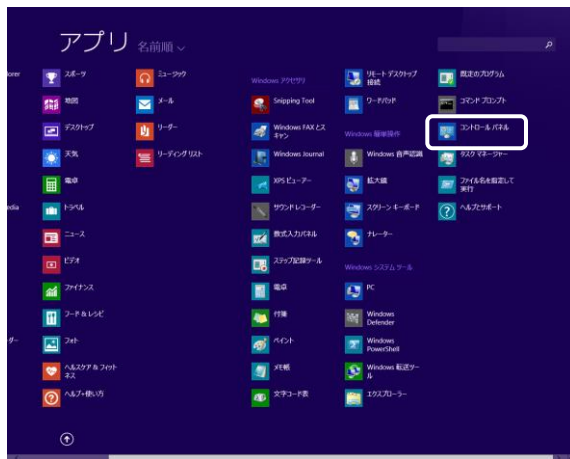 アプリ 名前順
orer
スポーツ
地図
デスクトップ
天気
電卓
edia
トラベル
ニュース
ビデオ
ファイナンス
フード & レシピ
ダー
フォト
ヘルスケア & フィット
ネス
ヘルプ+使い方
ミュージック
メール
リーダー
リーディング リスト
Windows アクセサリ
Snipping Tool
Windows FAX とス
キャン
Windows Journal
XPS ビューアー
サウンド レコーダー
数式入力パネル
ステップ記録ツール
電卓
付箋
ペイント
メモ帳
文字コード表
リモート デスクトップ
接続
ワードパッド
Windows 簡単操作
Windows 音声認識
拡大鏡
スクリーン キーボード
ナレーター
Windows システム ツール
PC
Windows
Defender
Windows
PowerShell
Windows 転送ツー
ル
エクスプローラー
既定のプログラム
コマンド プロンプト
コントロール パネル
タスク マネージャー
ファイル名を指定して
実行
ヘルプとサポート